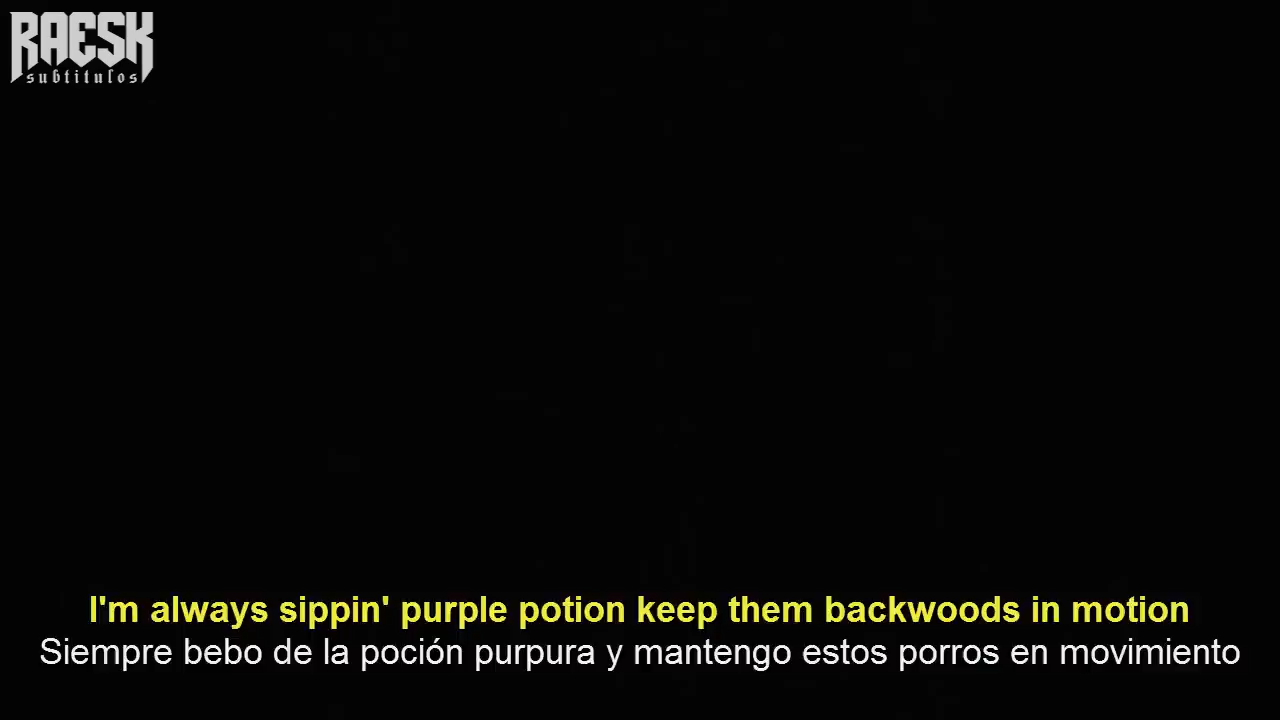 RAESK
subtitulos
I'm always sippin' purple potion keep them backwoods in motion
Siempre bebo de la poción purpura y mantengo estos porros en movimiento